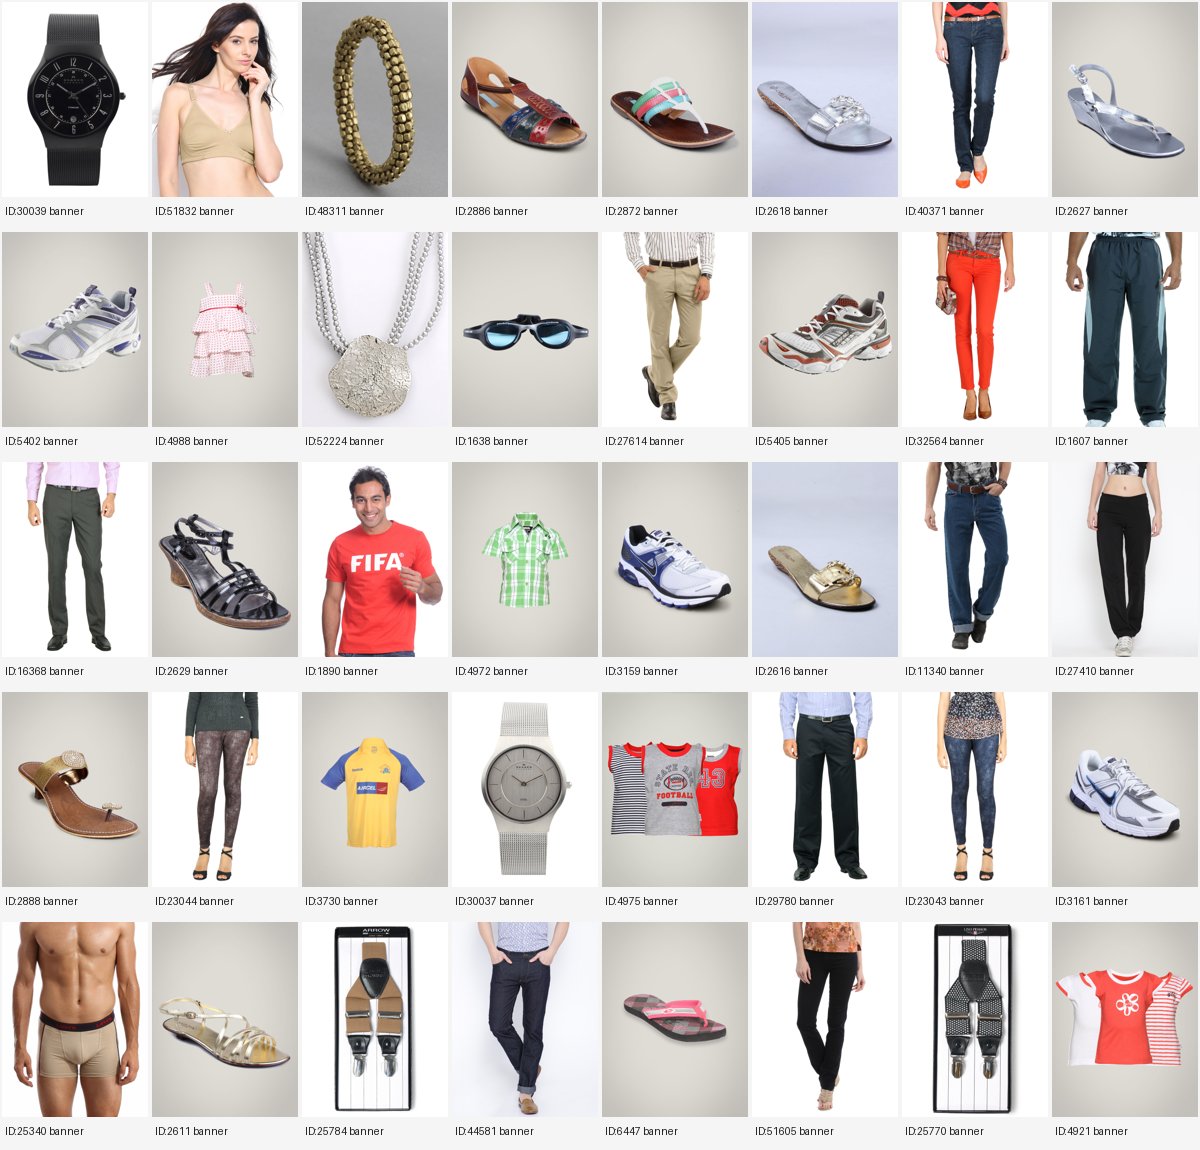 ID:30039 banner
ID:51832 banner
ID:48311 banner
ID:2886 banner
ID:2872 banner
ID:2618 banner
ID:40371 banner
ID:2627 banner
ID:5402 banner
ID:4988 banner
ID:52224 banner
ID:1638 banner
ID:27614 banner
ID:5405 banner
ID:32564 banner
ID:1607 banner
FIFA
ID:16368 banner
ID:2629 banner
ID:1890 banner
ID:4972 banner
ID:3159 banner
ID:2616 banner
ID:11340 banner
ID:27410 banner
AIRCEL
STATE
FOOTBALL
ID:2888 banner
ID:23044 banner
ID:3730 banner
ID:30037 banner
ID:4975 banner
ID:29780 banner
ID:23043 banner
ID:3161 banner
ARROW
ID:25340 banner
ID:2611 banner
ID:25784 banner
ID:44581 banner
ID:6447 banner
ID:51605 banner
ID:25770 banner
ID:4921 banner